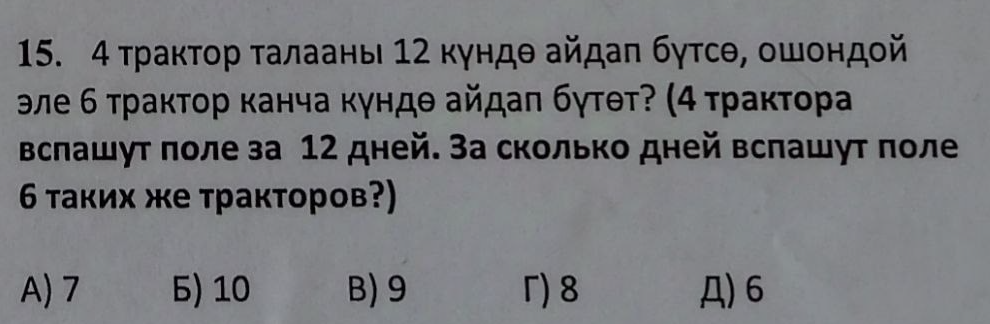 15. 4 трактор талааны 12 күндө айдап бүтсө, ошондой
эле 6 трактор канча күндө айдап бүтөт? (4 трактора
вспашут поле за 12 дней. За сколько дней вспашут поле
6 таких же тракторов?)
А) 7 Б) 10 В) 9 Г) 8 Д) 6